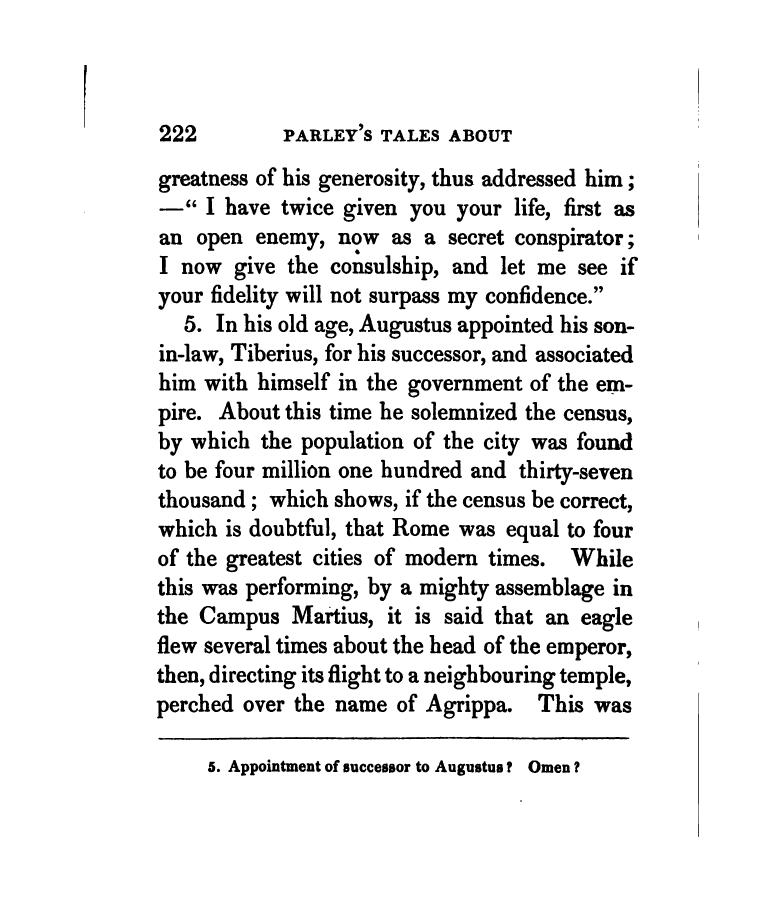 222 PARLEY'S TALES ABOUT
greatness of his generosity, thus addressed him;
—“ I have twice given you your life, first as
an open enemy, now as a secret conspirator;
I now give the consulship, and let me see if
your fidelity will not surpass my confidence.”
5. In his old age, Augustus appointed his son-
in-law, Tiberius, for his successor, and associated
him with himself in the government of the em-
pire. About this time he solemnized the census,
by which the population of the city was found
to be four million one hundred and thirty-seven
thousand; which shows, if the census be correct,
which is doubtful, that Rome was equal to four
of the greatest cities of modern times. While
this was performing, by a mighty assemblage in
the Campus Martius, it is said that an eagle
flew several times about the head of the emperor,
then, directing its flight to a neighbouring temple,
perched over the name of Agrippa. This was
5. Appointment of successor to Augustus? Omen?